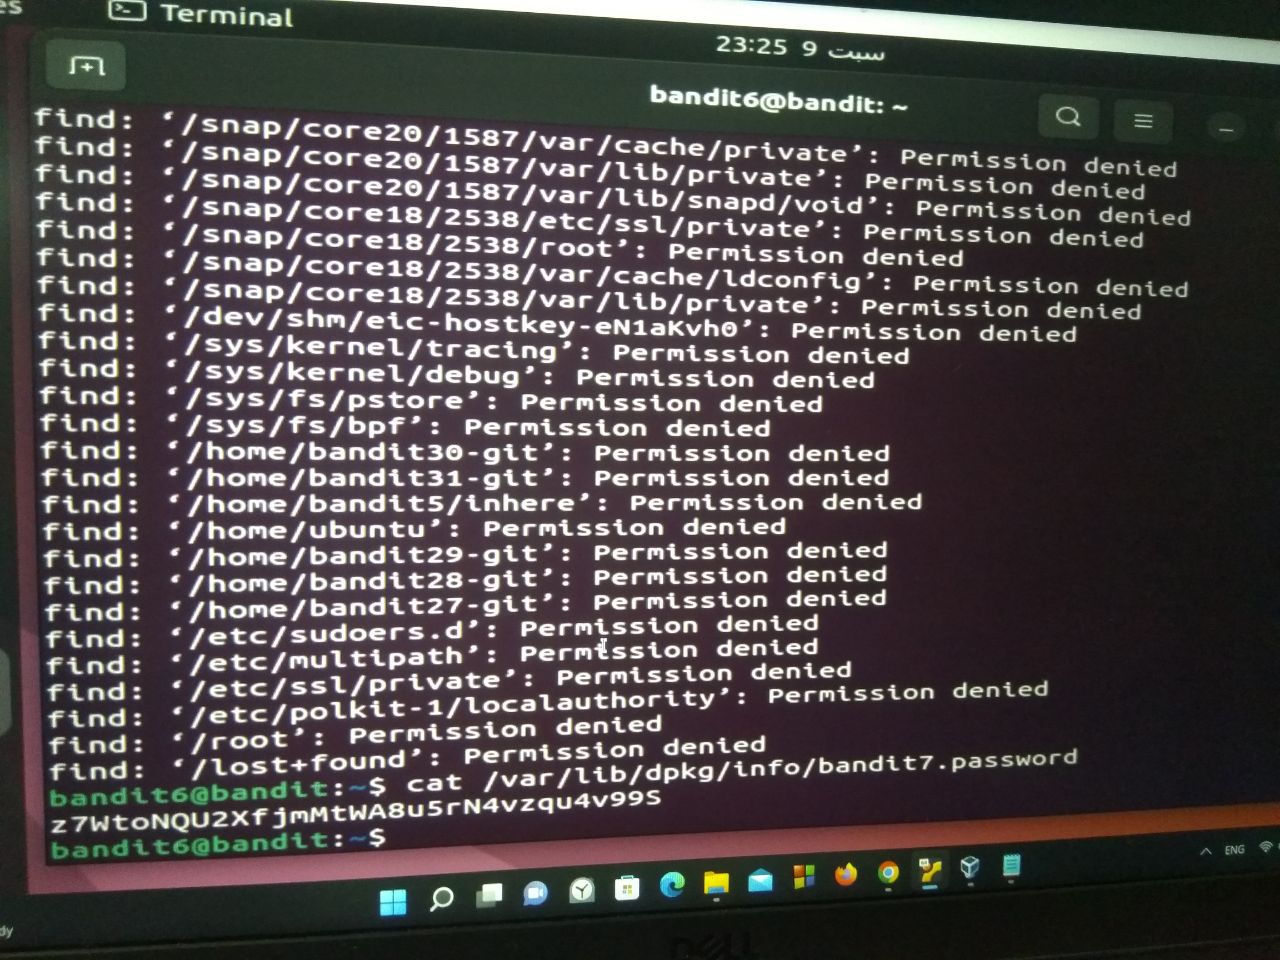 Terminal
23:25 9 سبت
bandit6@bandit: ~
find: ‘/snap/core20/1587/var/cache/private’: Permission denied
find: ‘/snap/core20/1587/var/lib/private’: Permission denied
find: ‘/snap/core20/1587/var/lib/snapd/void’: Permission denied
find: ‘/snap/core18/2538/etc/ssl/private’: Permission denied
find: ‘/snap/core18/2538/root’: Permission denied
find: ‘/snap/core18/2538/var/cache/ldconfig’: Permission denied
find: ‘/snap/core18/2538/var/lib/private’: Permission denied
find: ‘/dev/shm/eic-hostkey-eN1aKvh0’: Permission denied
find: ‘/sys/kernel/tracing’: Permission denied
find: ‘/sys/kernel/debug’: Permission denied
find: ‘/sys/fs/pstore’: Permission denied
find: ‘/sys/fs/bpf’: Permission denied
find: ‘/home/bandit30-git’: Permission denied
find: ‘/home/bandit31-git’: Permission denied
find: ‘/home/bandit5/inhere’: Permission denied
find: ‘/home/ubuntu’: Permission denied
find: ‘/home/bandit29-git’: Permission denied
find: ‘/home/bandit28-git’: Permission denied
find: ‘/home/bandit27-git’: Permission denied
find: ‘/etc/sudoers.d’: Permission denied
find: ‘/etc/multipath’: Permission denied
find: ‘/etc/ssl/private’: Permission denied
find: ‘/etc/polkit-1/localauthority’: Permission denied
find: ‘/root’: Permission denied
find: ‘/lost+found’: Permission denied
bandit6@bandit:~$ cat /var/lib/dpkg/info/bandit7.password
z7WtoNQU2XfjmMtWA8u5rN4vzqu4v99S
bandit6@bandit:~$
ENG
DELL